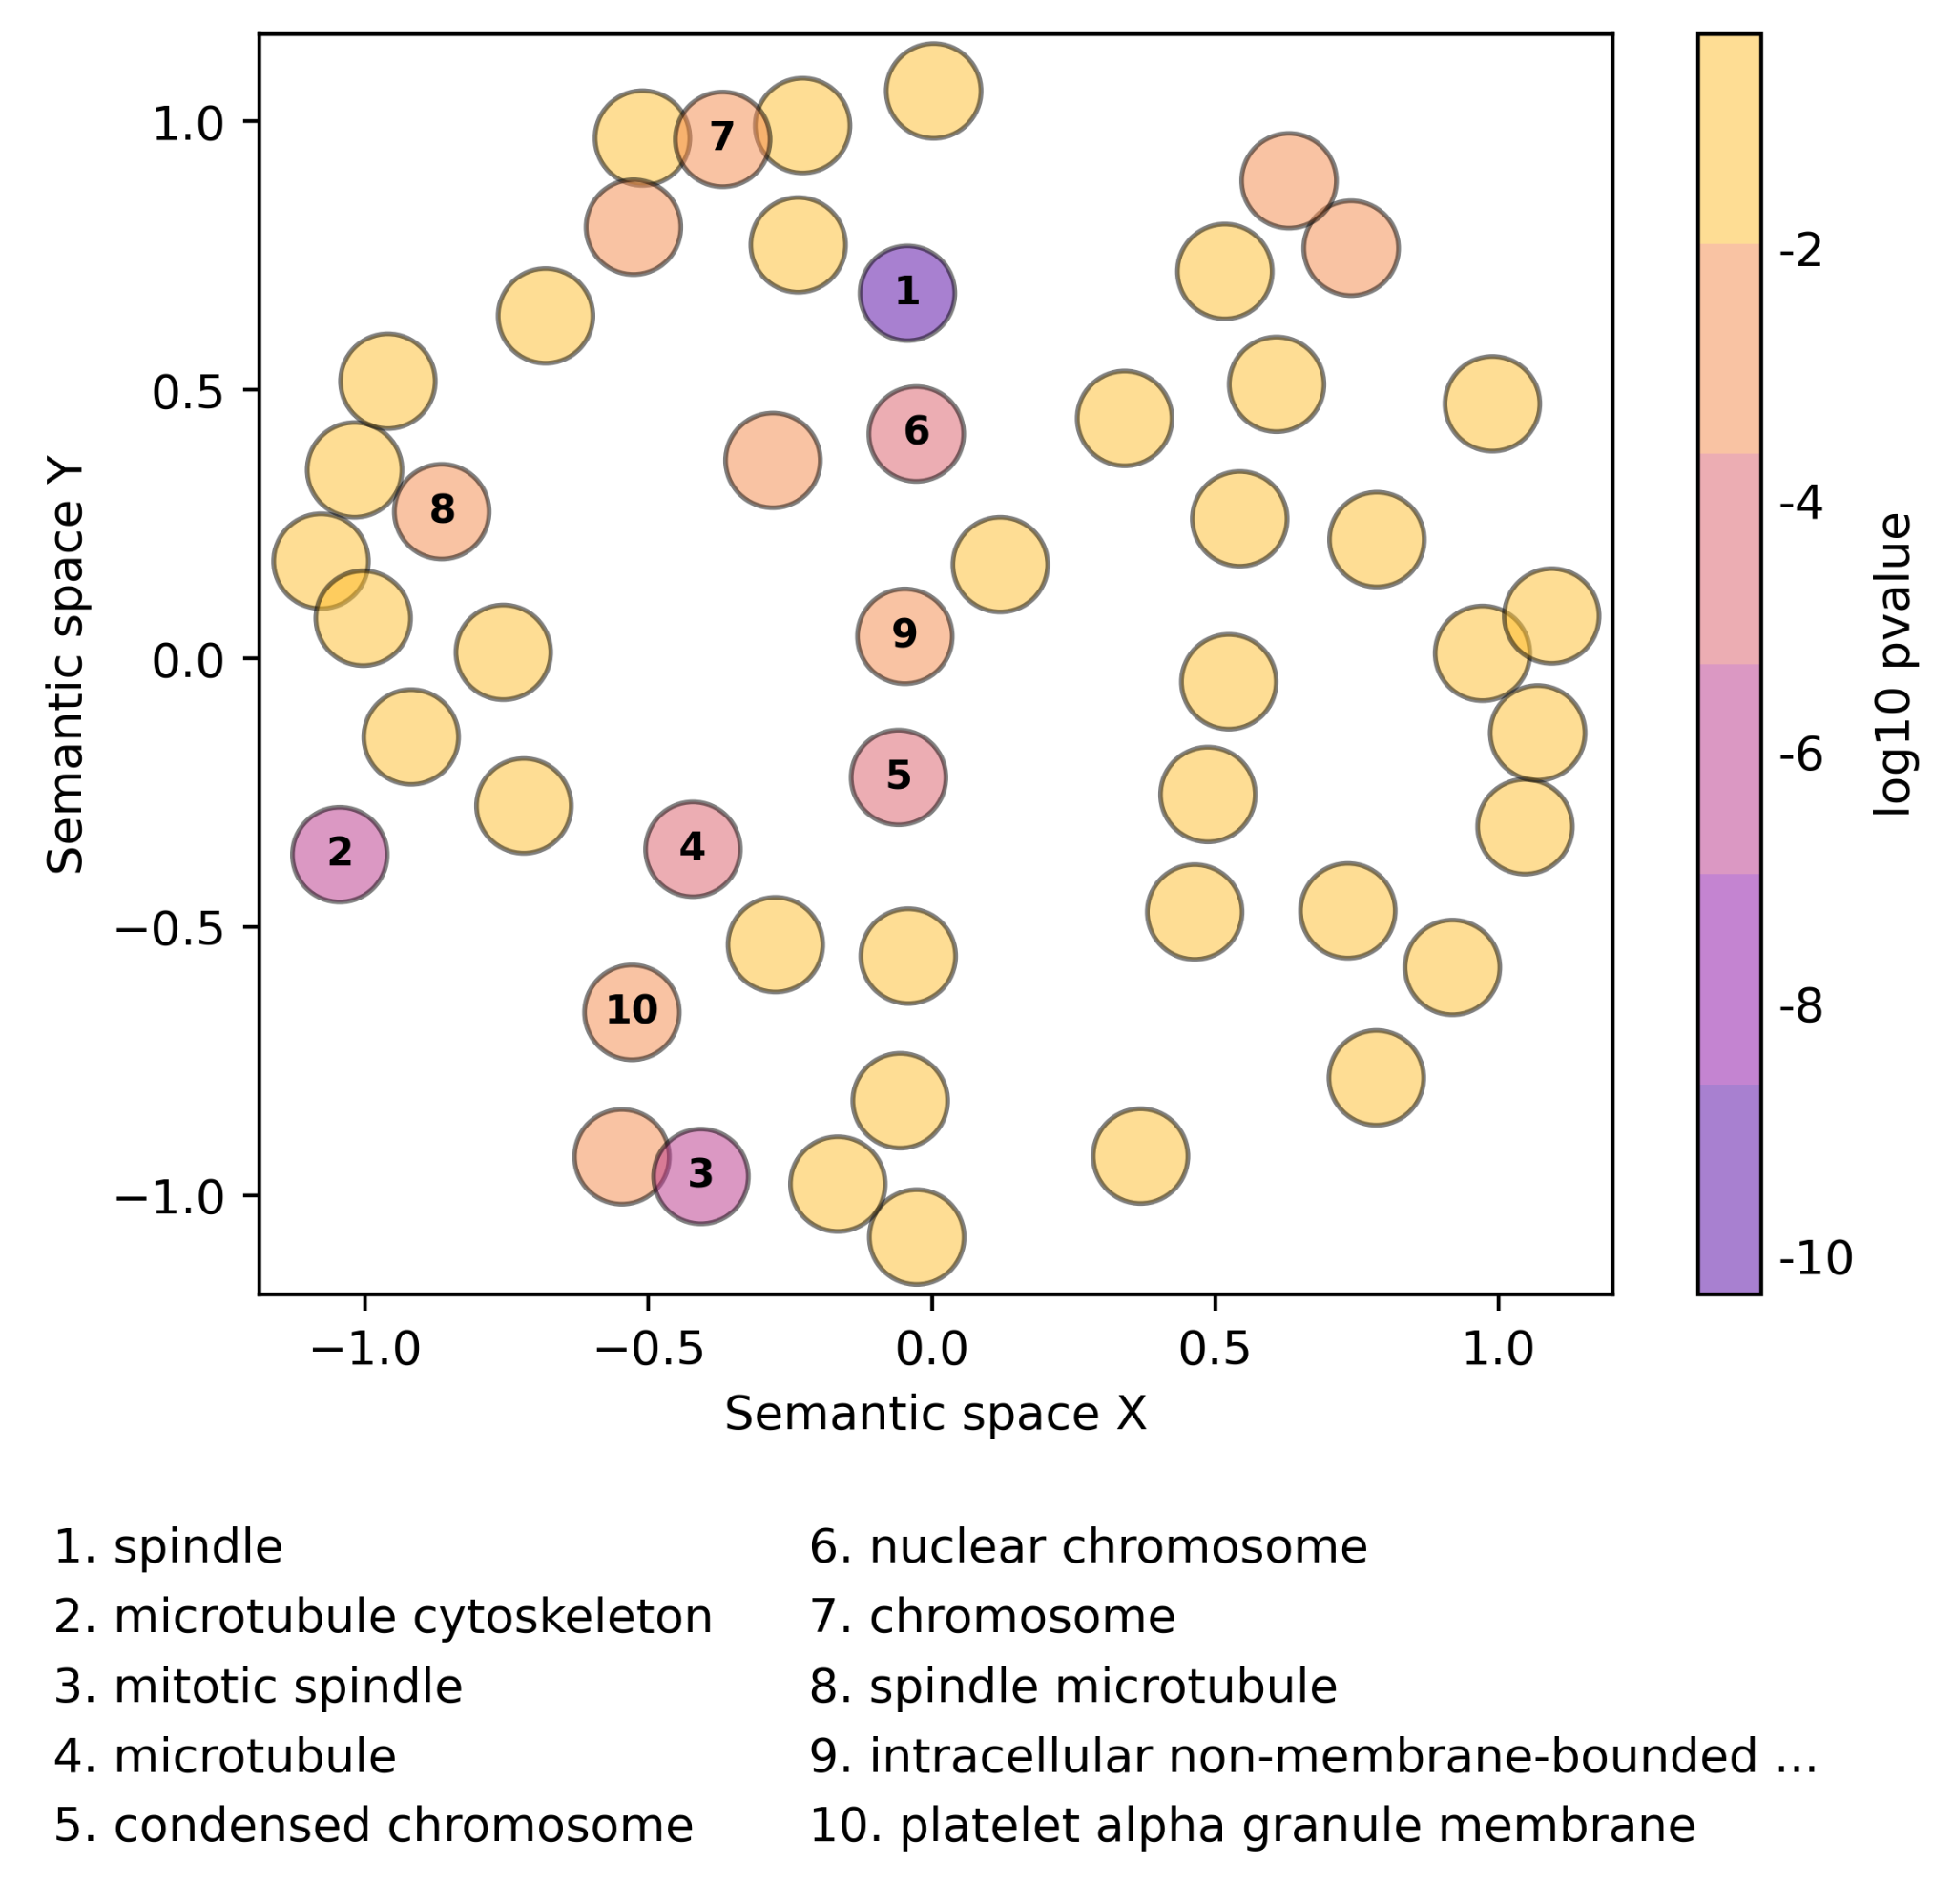 1.0
0.5
0.0
−0.5
−1.0
Semantic space Y
7
1
6
8
9
5
4
2
10
3
−1.0 −0.5 0.0 0.5 1.0
Semantic space X
-2
-4
-6
-8
-10
log10 pvalue
1. spindle
2. microtubule cytoskeleton
3. mitotic spindle
4. microtubule
5. condensed chromosome
6. nuclear chromosome
7. chromosome
8. spindle microtubule
9. intracellular non-membrane-bounded ...
10. platelet alpha granule membrane